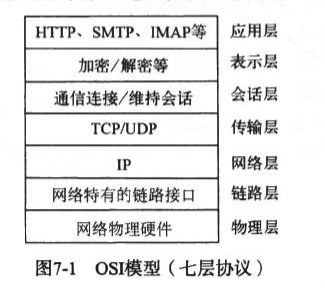 HTTP、SMTP、IMAP等 应用层
加密/解密等 表示层
通信连接/维持会话 会话层
TCP/UDP 传输层
IP 网络层
网络特有的链路接口 链路层
网络物理硬件 物理层
图7-1 OSI模型（七层协议）